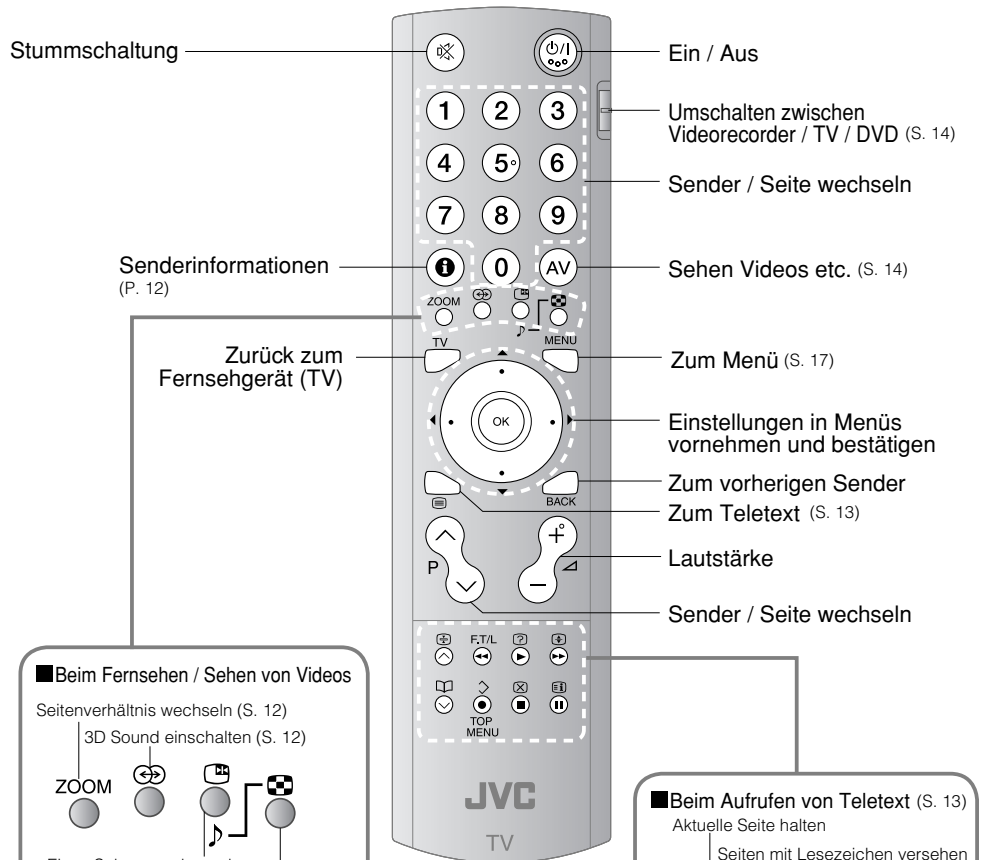 Stummschaltung
Ein / Aus
1 2 3
Umschalten zwischen
Videorecorder / TV / DVD (S. 14)
4 5 6
Sender / Seite wechseln
7 8 9
Senderinformationen
(P. 12)
0 AV
Sehen Videos etc. (S. 14)
ZOOM
TV MENU
Zurück zum
Fernsehgerät (TV)
Zum Menü (S. 17)
OK
Einstellungen in Menüs
vornehmen und bestätigen
BACK
Zum vorherigen Sender
Zum Teletext (S. 13)
P
Lautstärke
Sender / Seite wechseln
F.T/L
TOP
MENU
JVC
TV
■Beim Fernsehen / Sehen von Videos
Seitenverhältnis wechseln (S. 12)
3D Sound einschalten (S. 12)
ZOOM
■Beim Aufrufen von Teletext (S. 13)
Aktuelle Seite halten
Seiten mit Lesezeichen versehen